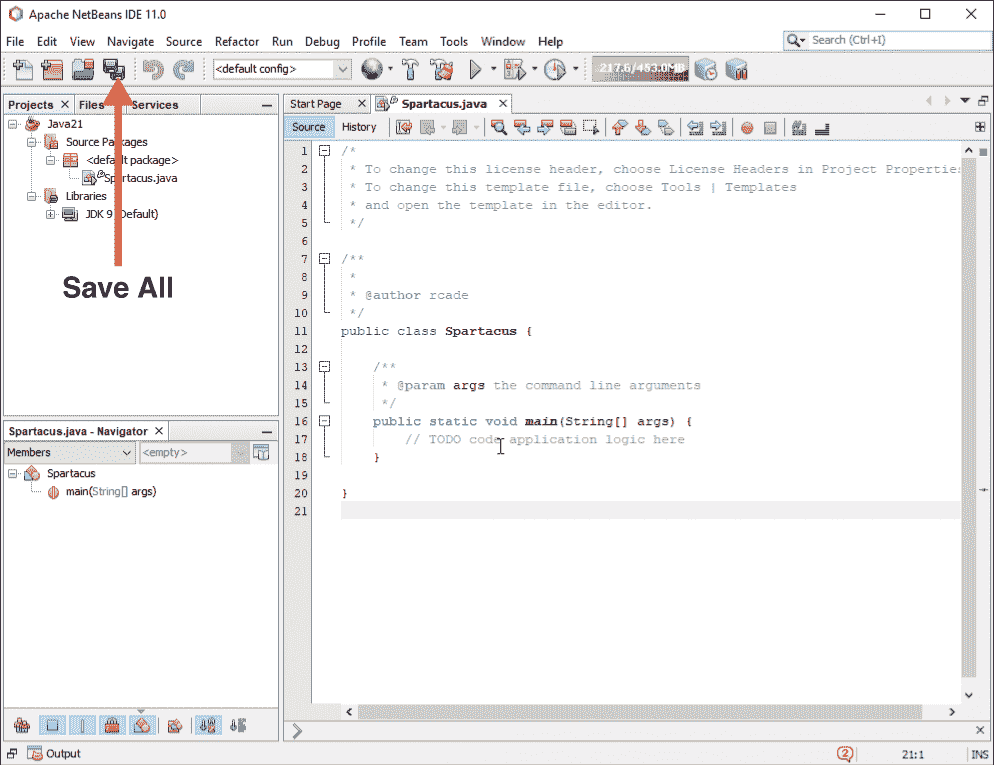 Apache NetBeans IDE 11.0
File Edit View Navigate Source Refactor Run Debug Profile Team Tools Window Help
Search (Ctrl+I)
<default config>
217.6/453.0MB
Projects Files Services
Java21
Source Packages
<default package>
Spartacus.java
Libraries
JDK 9 (Default)
Save All
Spartacus.java - Navigator
Members <empty>
Spartacus
main(String[] args)
Start Page Spartacus.java
Source History
1 /*
2 * To change this license header, choose License Headers in Project Properties
3 * To change this template file, choose Tools | Templates
4 * and open the template in the editor.
5 */
6
7 /**
8 *
9 * @author rcade
10 */
11 public class Spartacus {
12
13 /**
14 * @param args the command line arguments
15 */
16 public static void main(String[] args) {
17 // TODO code application logic here
18 }
19
20 }
21
Output
2
21:1
INS